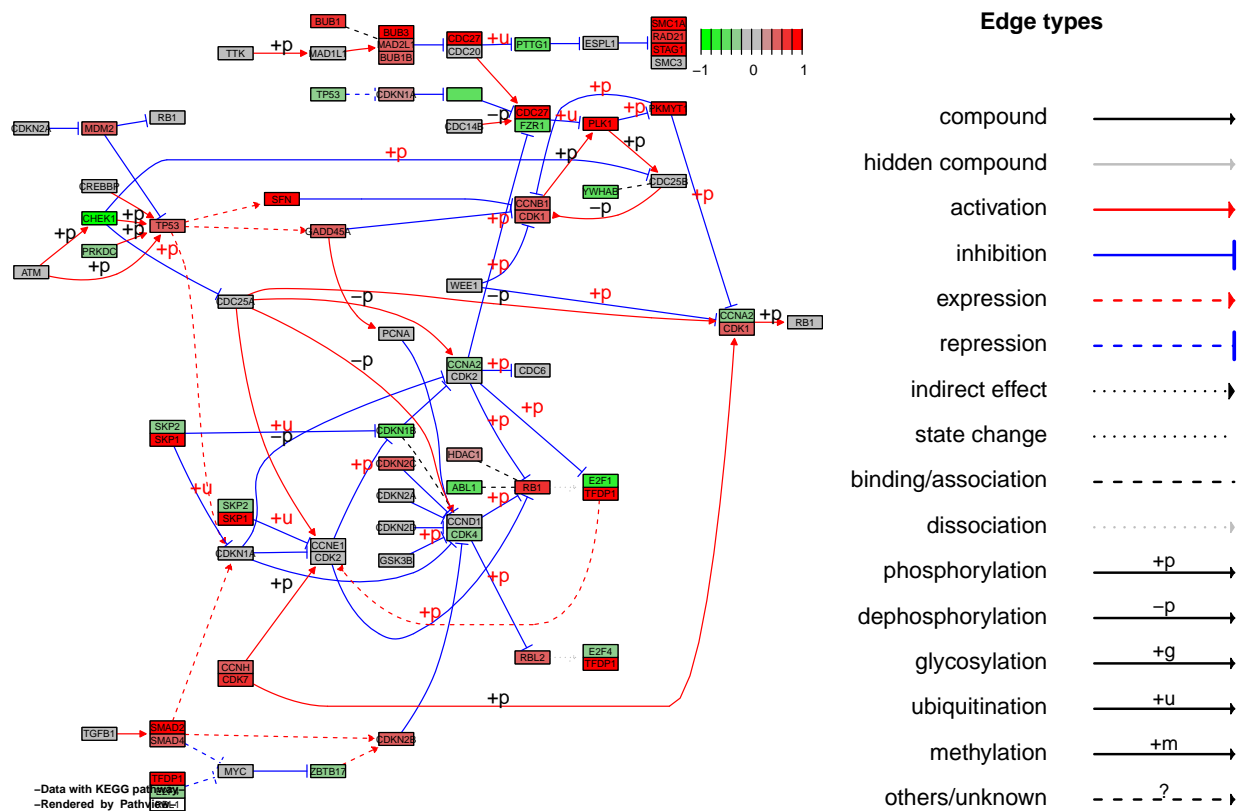 Edge types
BUB1
SMC1A
BUB3
CDC27
RAD21
+p
MAD2L1
+u
PTTG1
ESPL1
STAG1
TTK
MAD1L1
BUB1B
CDC20
SMC3
−1
0
1
+p
TP53
CDKN1A
CDC27
PKMYT1
−p
+u
+p
RB1
CDKN2A
MDM2
CDC14B
FZR1
PLK1
+p
+p
+p
CREBBP
CDC25B
YWHAB
+p
SFN
CCNB1
−p
CHEK1
+p
CDK1
+p
TP53
+p
GADD45A
+p
PRKDC
+p
ATM
+p
WEE1
−p
−p
+p
CDC25A
CCNA2
+p
CDK1
RB1
PCNA
−p
CCNA2
+p
CDK2
CDC6
+p
+p
SKP2
+u
CDKN1B
SKP1
−p
HDAC1
+p
CDKN2C
ABL1
RB1
E2F1
+u
CDKN2A
+p
TFDP1
SKP2
SKP1
+u
CCND1
CDKN2D
+p
CDK4
CDKN1A
CCNE1
CDK2
GSK3B
+p
+p
+p
E2F4
RBL2
TFDP1
CCNH
CDK7
+p
TGFB1
SMAD2
SMAD4
CDKN2B
MYC
ZBTB17
TFDP1
−Data with KEGG pathway−
−Rendered by Pathview−
compound
hidden compound
activation
inhibition
expression
repression
indirect effect
state change
binding/association
dissociation
phosphorylation +p
dephosphorylation −p
glycosylation +g
ubiquitination +u
methylation +m
others/unknown ?